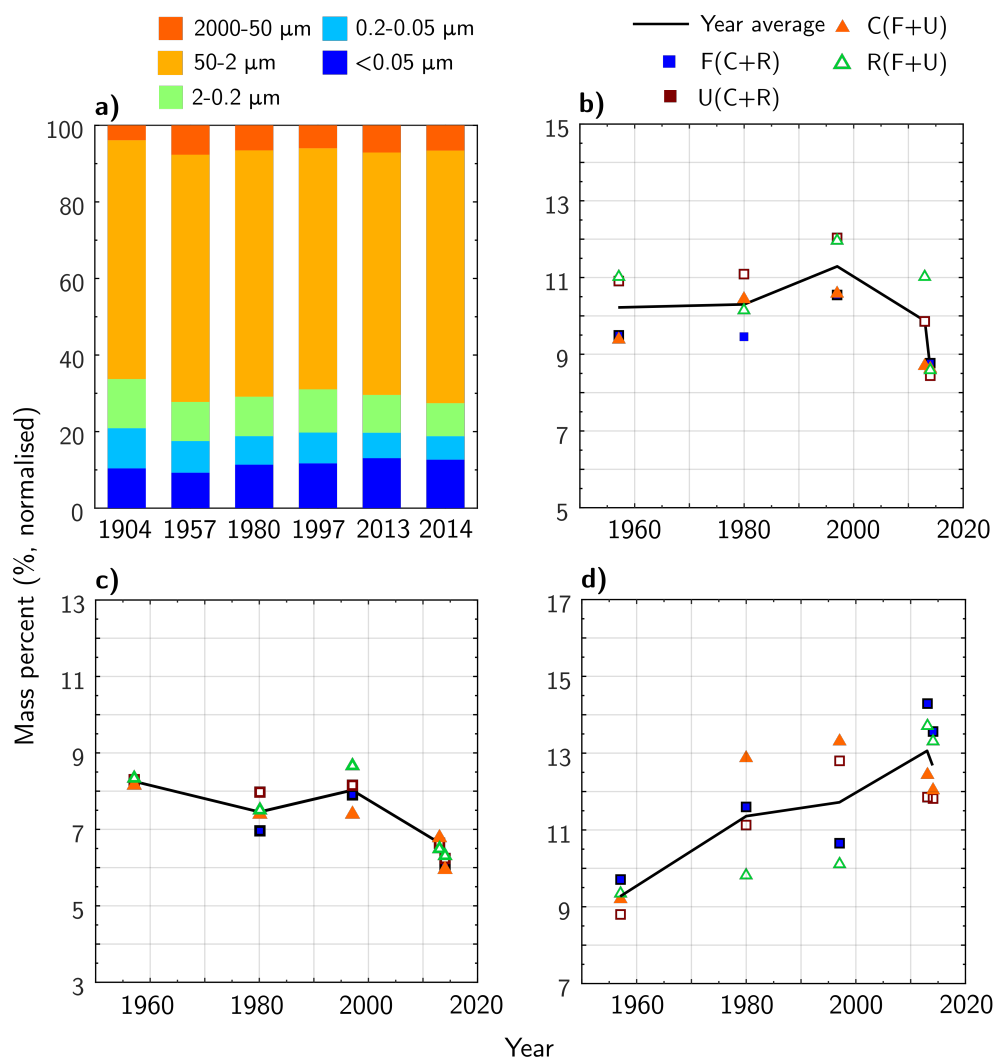 2000-50 μm
0.2-0.05 μm
50-2 μm
<0.05 μm
2-0.2 μm
Year average
C(F+U)
F(C+R)
R(F+U)
U(C+R)
a)
100
80
60
40
20
0
1904 1957 1980 1997 2013 2014
b)
15
13
11
9
7
5
1960 1980 2000 2020
c)
13
11
9
7
5
3
1960 1980 2000 2020
d)
17
15
13
11
9
7
1960 1980 2000 2020
Mass percent (%, normalised)
Year